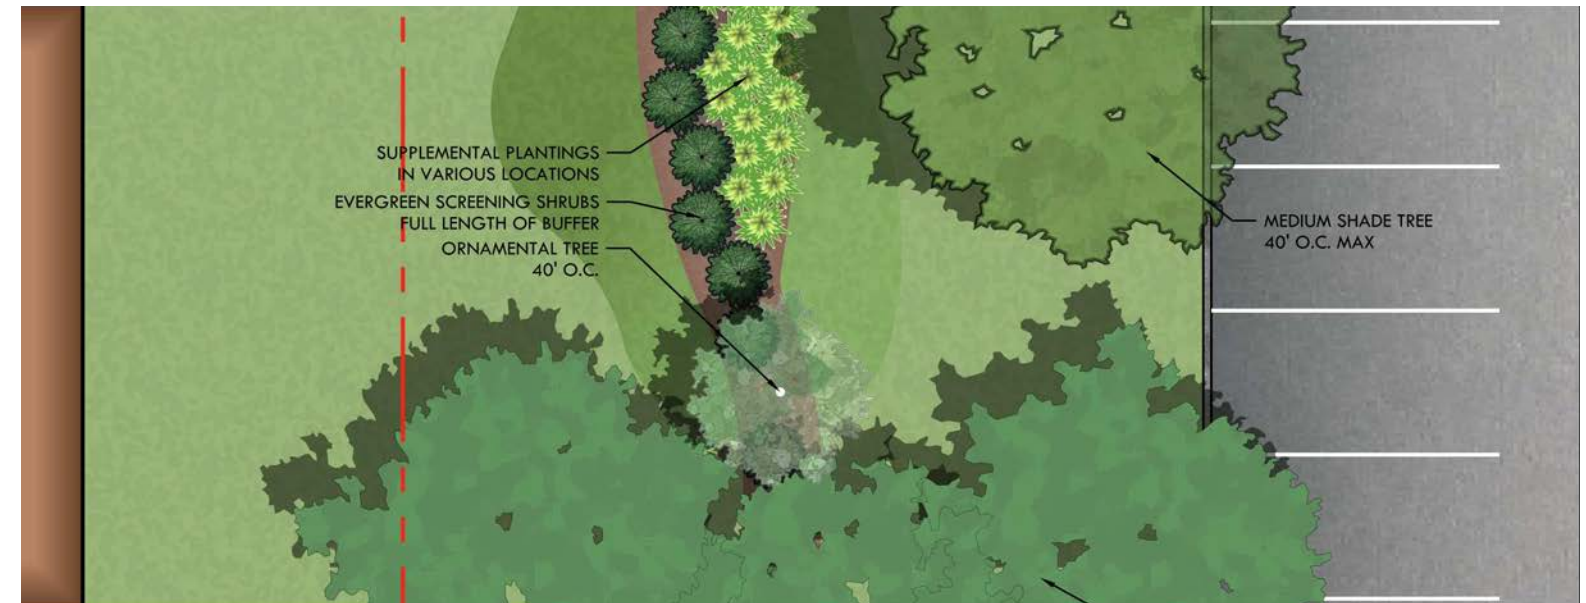 SUPPLEMENTAL PLANTINGS
IN VARIOUS LOCATIONS
EVERGREEN SCREENING SHRUBS
FULL LENGTH OF BUFFER
ORNAMENTAL TREE
40' O.C.
MEDIUM SHADE TREE
40' O.C. MAX